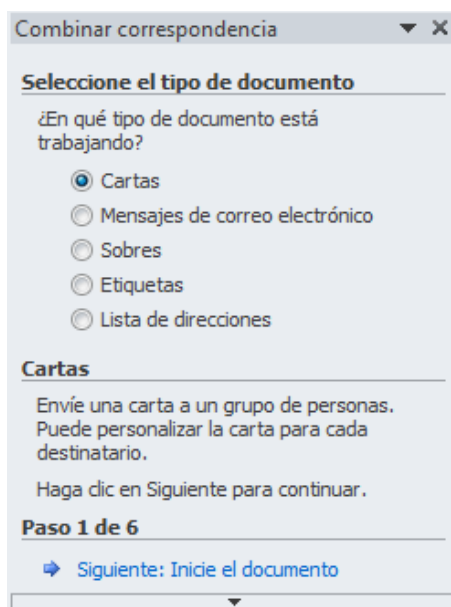 Combinar correspondencia
Seleccione el tipo de documento
¿En qué tipo de documento está
trabajando?
Cartas
Mensajes de correo electrónico
Sobres
Etiquetas
Lista de direcciones
Cartas
Envíe una carta a un grupo de personas.
Puede personalizar la carta para cada
destinatario.
Haga clic en Siguiente para continuar.
Paso 1 de 6
Siguiente: Inicie el documento